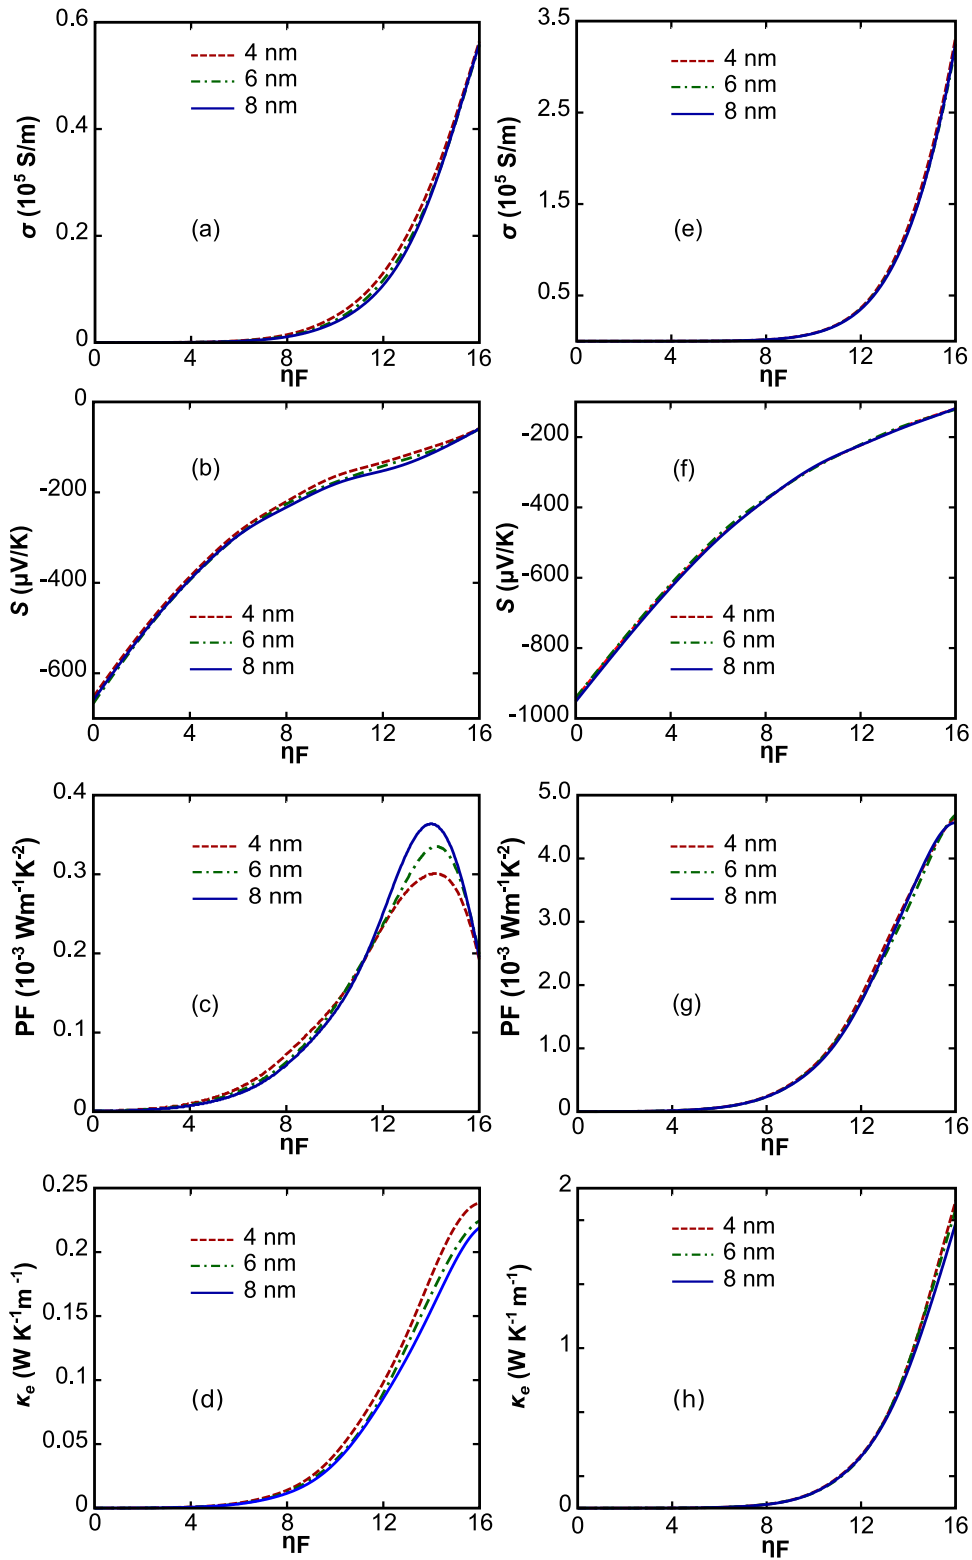 0.6
0.4
0.2
0
σ (10⁵ S/m)
4 nm
6 nm
8 nm
(a)
0 4 8 12 16
ηF
3.5
2.5
1.5
0.5
σ (10⁵ S/m)
4 nm
6 nm
8 nm
(e)
0 4 8 12 16
ηF
0
-200
-400
-600
S (µV/K)
(b)
4 nm
6 nm
8 nm
0 4 8 12 16
ηF
-200
-400
-600
-800
-1000
S (µV/K)
(f)
4 nm
6 nm
8 nm
0 4 8 12 16
ηF
0.4
0.3
0.2
0.1
0
PF (10⁻³ Wm⁻¹K⁻²)
4 nm
6 nm
8 nm
(c)
0 4 8 12 16
ηF
5.0
4.0
3.0
2.0
1.0
0
PF (10⁻³ Wm⁻¹K⁻²)
4 nm
6 nm
8 nm
(g)
0 4 8 12 16
ηF
0.25
0.2
0.15
0.1
0.05
0
κe (W K⁻¹m⁻¹)
4 nm
6 nm
8 nm
(d)
0 4 8 12 16
ηF
2
1
0
κe (W K⁻¹m⁻¹)
4 nm
6 nm
8 nm
(h)
0 4 8 12 16
ηF